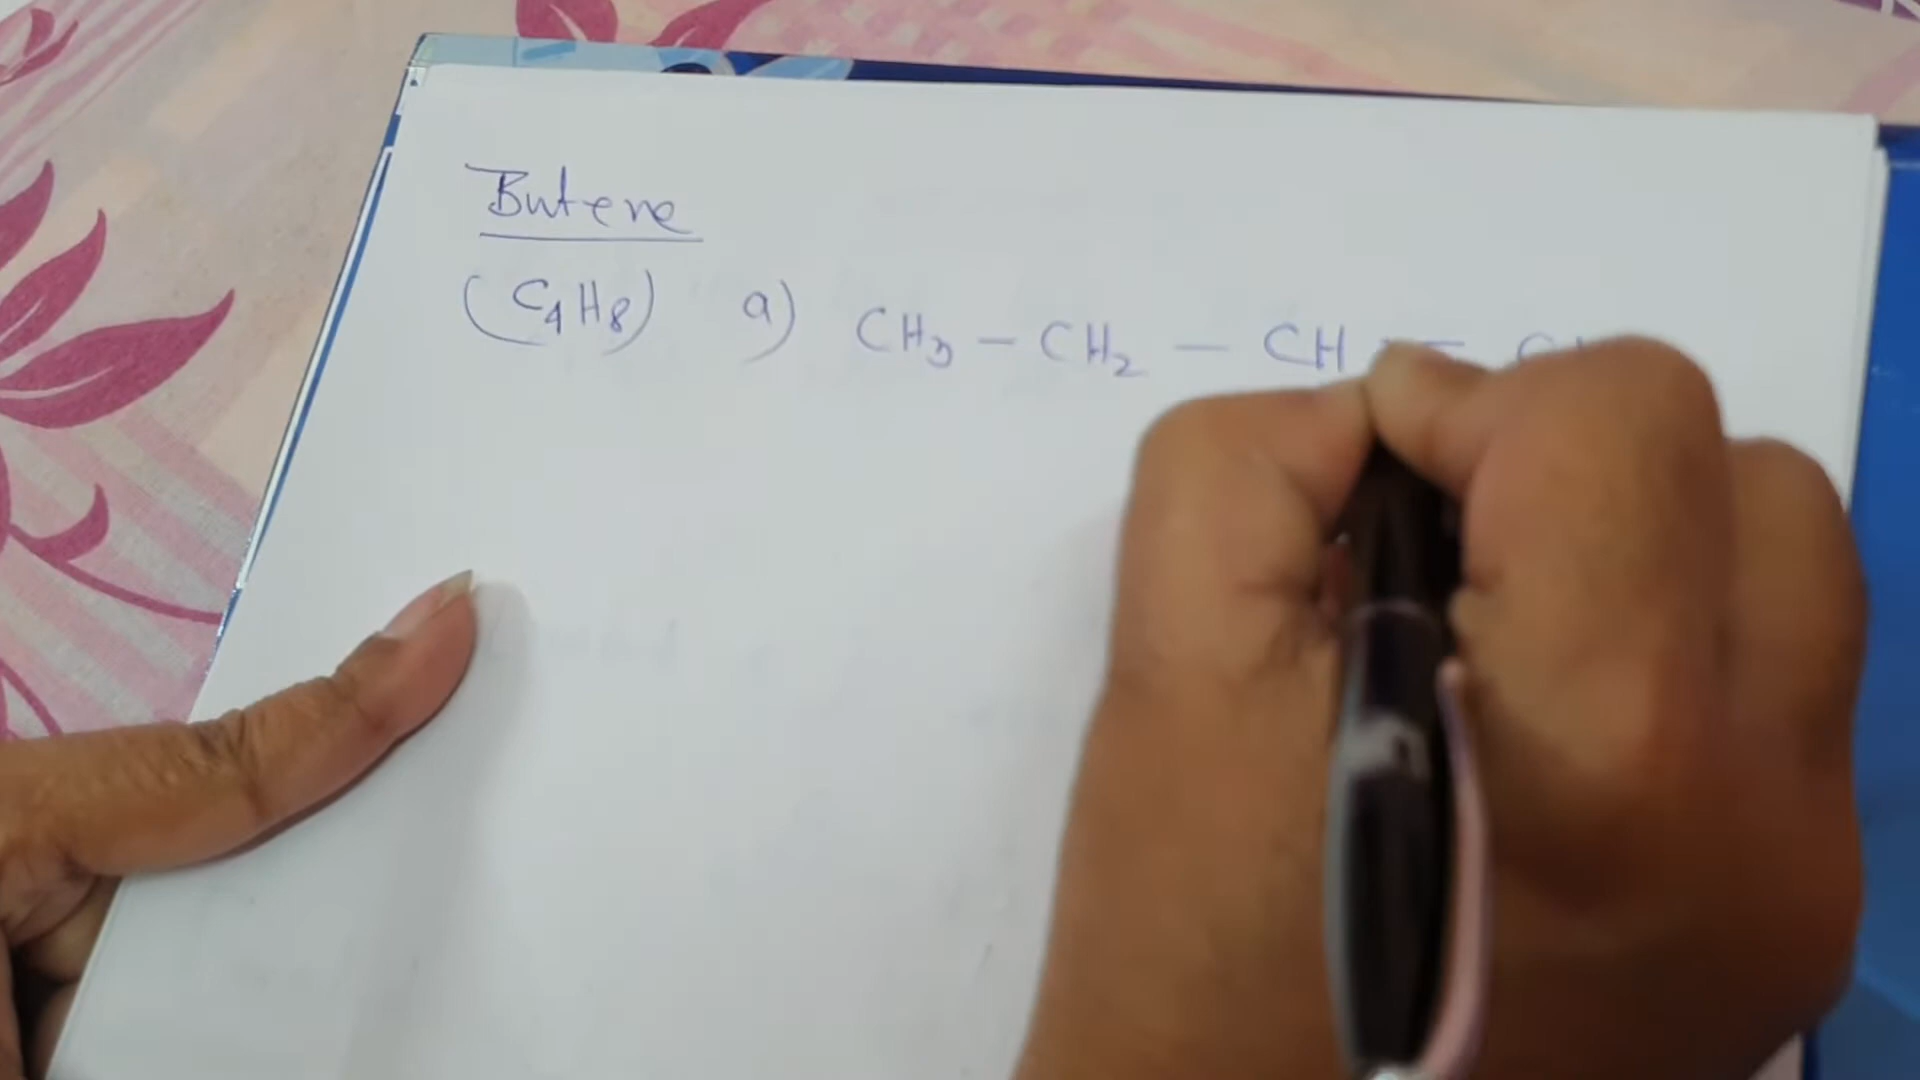 Butene
(C₄H₈) a) CH₃ – CH₂ – CH =